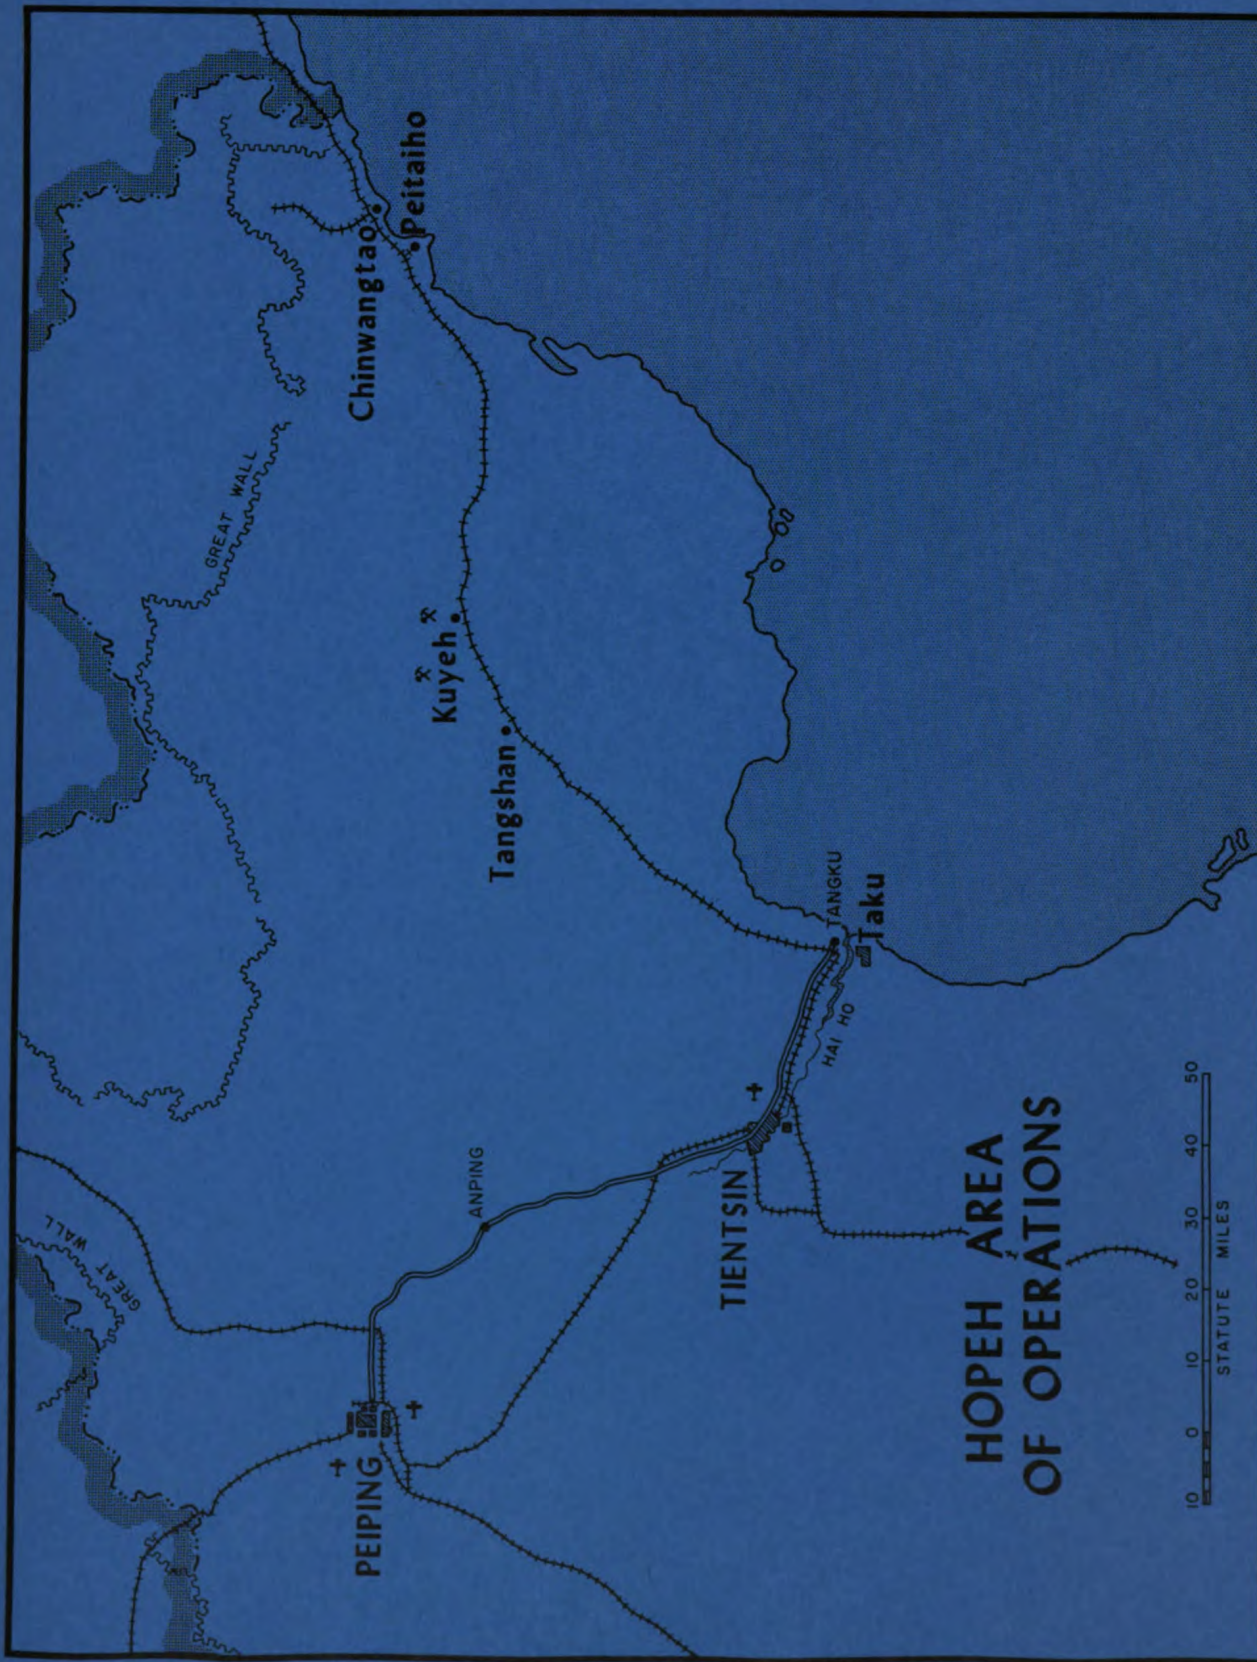 GREAT WALL
GREAT WALL
Chinwangtao
Peitaiho
Kuyeh
Tangshan
ANPING
PEIPING
TIENTSIN
TANGKU
Taku
HAI HO
HOPEH AREA
OF OPERATIONS
10 0 10 20 30 40 50
STATUTE MILES